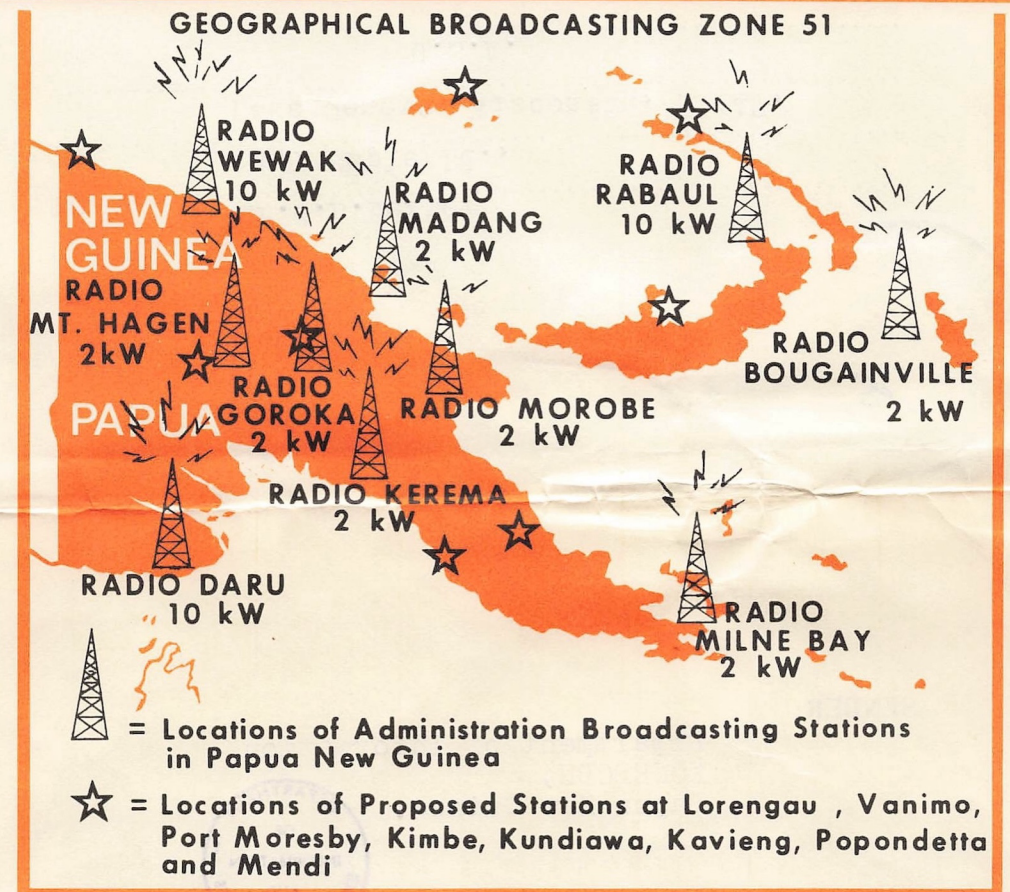 GEOGRAPHICAL BROADCASTING ZONE 51
RADIO
WEWAK
10 kW
RADIO
MADANG
2 kW
RADIO
RABAUL
10 kW
NEW
GUINEA
RADIO
MT. HAGEN
2kW
RADIO
BOUGAINVILLE
2 kW
RADIO
GOROKA
2 kW
PAPUA
RADIO MOROBE
2 kW
RADIO KEREMA
2 kW
RADIO DARU
10 kW
RADIO
MILNE BAY
2 kW
= Locations of Administration Broadcasting Stations
in Papua New Guinea
= Locations of Proposed Stations at Lorengau , Vanimo,
Port Moresby, Kimbe, Kundiawa, Kavieng, Popondetta
and Mendi